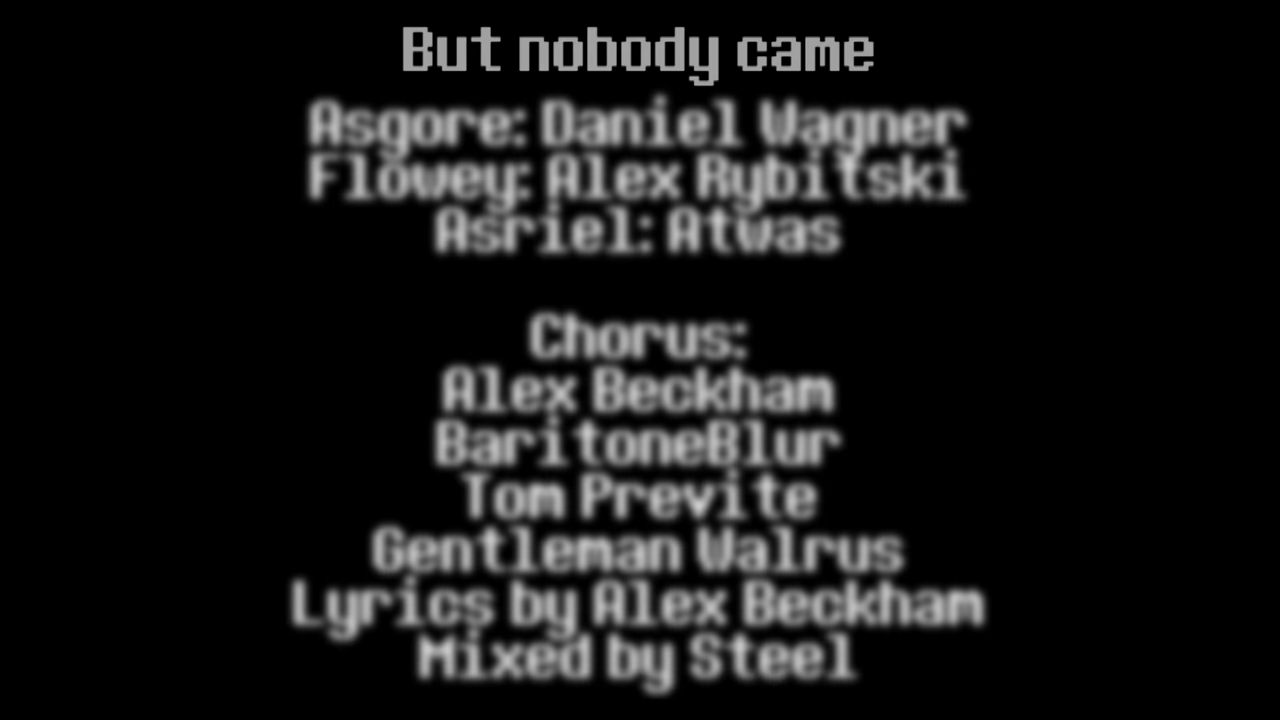 But nobody came
Asgore: Daniel Wagner
Flowey: Alex Rybitski
Asriel: Atwas
Chorus:
Alex Beckham
BaritoneBlur
Tom Previte
Gentleman Walrus
Lyrics by Alex Beckham
Mixed by Steel